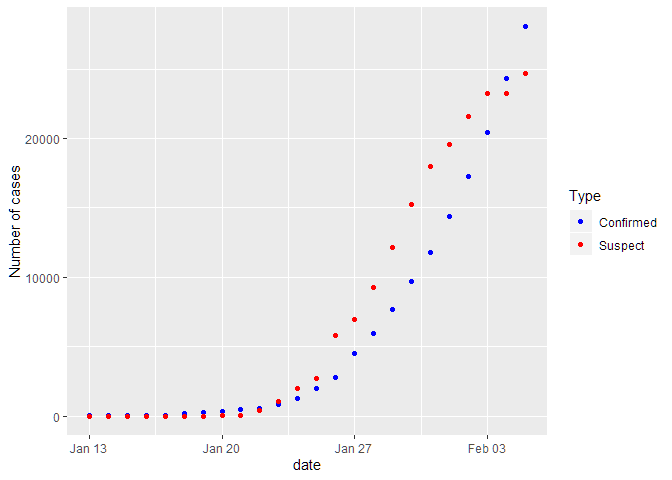 Number of cases
20000
10000
0
Jan 13
Jan 20
Jan 27
Feb 03
date
Type
Confirmed
Suspect